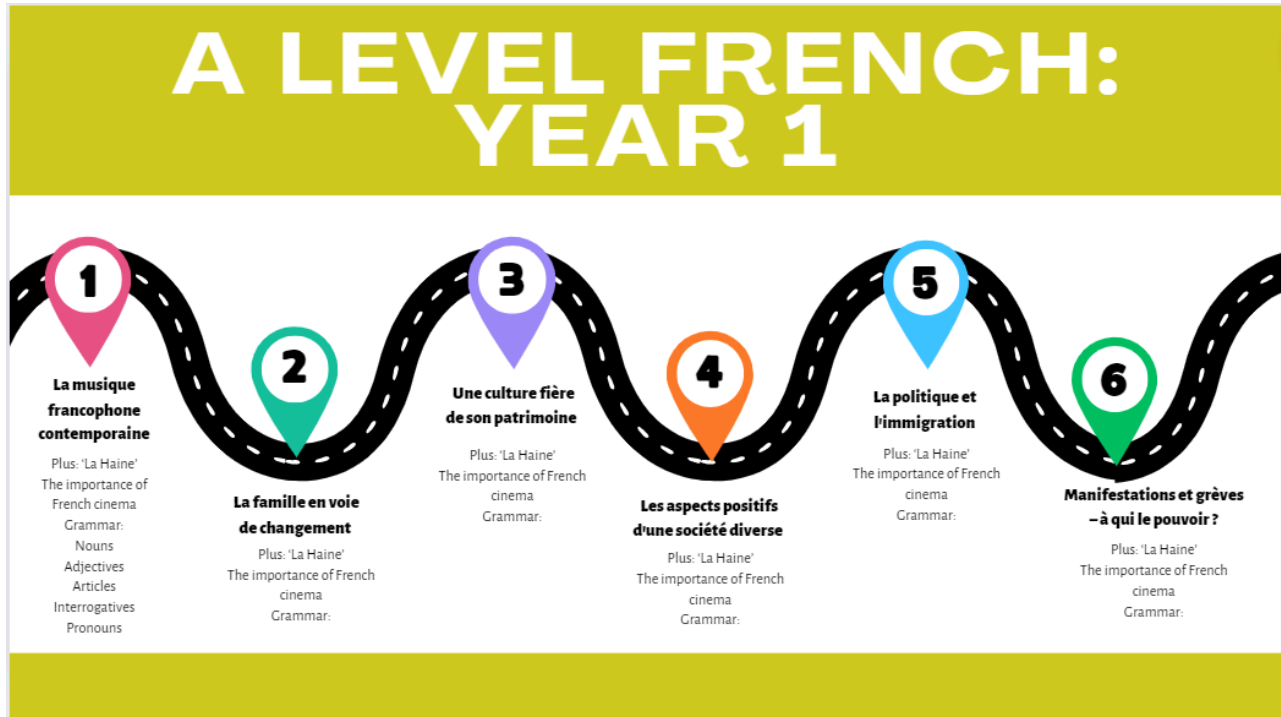 A LEVEL FRENCH:
YEAR 1
1
La musique
francophone
contemporaine
Plus: 'La Haine'
The importance of
French cinema
Grammar:
Nouns
Adjectives
Articles
Interrogatives
Pronouns
2
La famille en voie
de changement
Plus: 'La Haine'
The importance of French
cinema
Grammar:
3
Une culture fière
de son patrimoine
Plus: 'La Haine'
The importance of French
cinema
Grammar:
4
Les aspects positifs
d'une société diverse
Plus: 'La Haine'
The importance of French
cinema
Grammar:
5
La politique et
l'immigration
Plus: 'La Haine'
The importance of French
cinema
Grammar:
6
Manifestations et grèves
– à qui le pouvoir ?
Plus: 'La Haine'
The importance of French
cinema
Grammar: